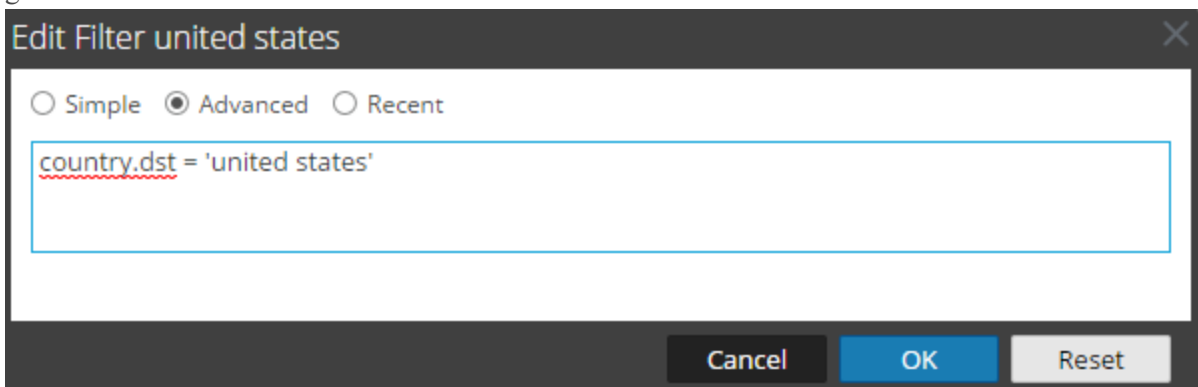 Edit Filter united states
Simple Advanced Recent
country.dst = 'united states'
Cancel OK Reset